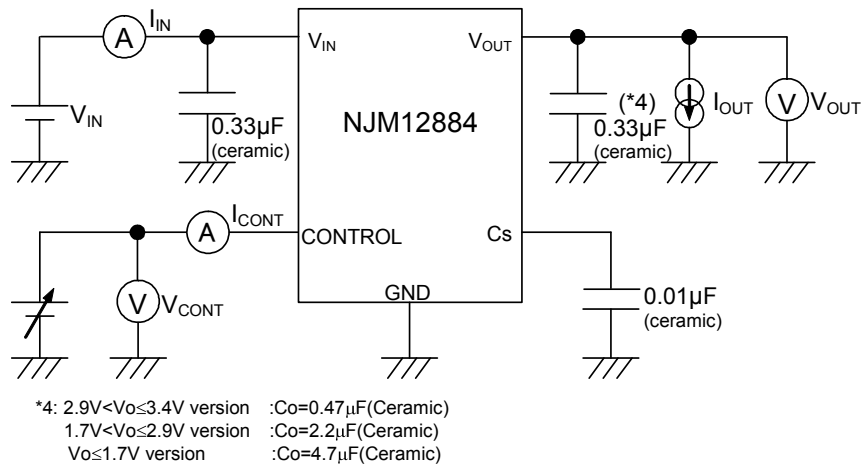 A
I_IN
V_IN
V_OUT
V_IN
0.33µF
(ceramic)
NJM12884
(*4)
0.33µF
(ceramic)
I_OUT
V
V_OUT
A
I_CONT
CONTROL
Cs
V
V_CONT
GND
0.01µF
(ceramic)
*4: 2.9V<Vo≤3.4V version :Co=0.47µF(Ceramic)
1.7V<Vo≤2.9V version :Co=2.2µF(Ceramic)
Vo≤1.7V version :Co=4.7µF(Ceramic)